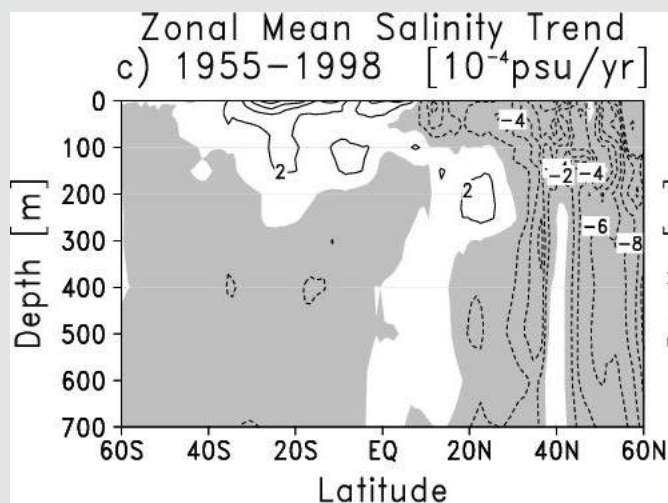 Zonal Mean Salinity Trend
c) 1955–1998 [10⁻⁴psu/yr]
0
100
200
300
400
500
600
700
Depth [m]
-4
-2 -4
2
2
-6
-8
60S 40S 20S EQ 20N 40N 60N
Latitude